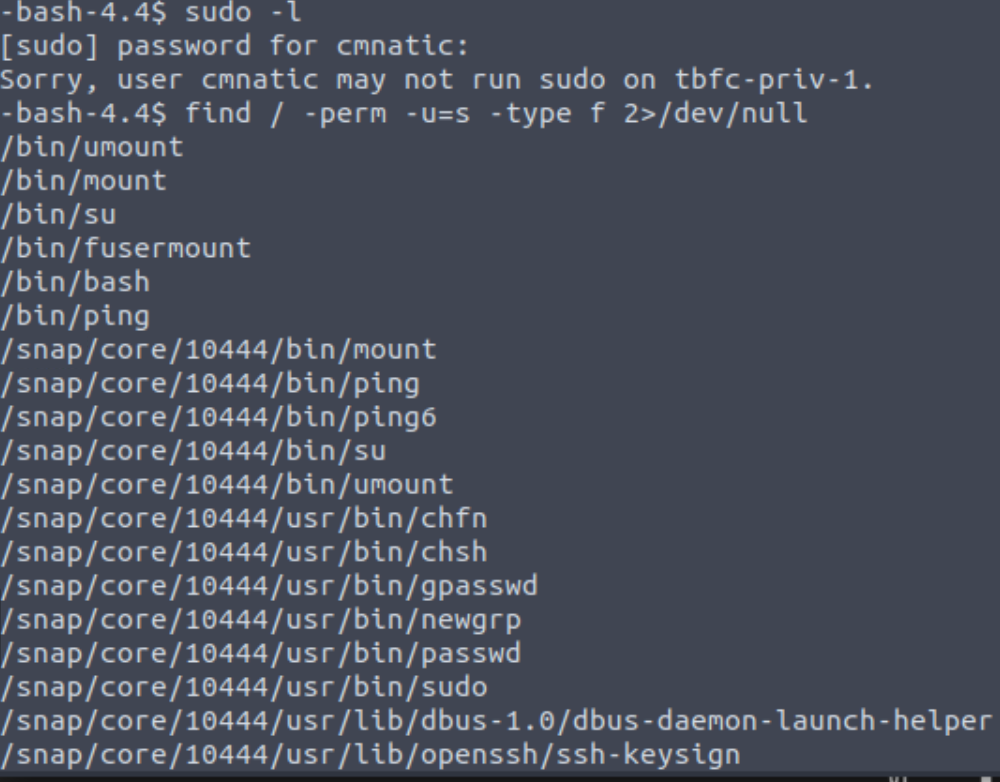 -bash-4.4$ sudo -l
[sudo] password for cmnatic:
Sorry, user cmnatic may not run sudo on tbfc-priv-1.
-bash-4.4$ find / -perm -u=s -type f 2>/dev/null
/bin/umount
/bin/mount
/bin/su
/bin/fusermount
/bin/bash
/bin/ping
/snap/core/10444/bin/mount
/snap/core/10444/bin/ping
/snap/core/10444/bin/ping6
/snap/core/10444/bin/su
/snap/core/10444/bin/umount
/snap/core/10444/usr/bin/chfn
/snap/core/10444/usr/bin/chsh
/snap/core/10444/usr/bin/gpasswd
/snap/core/10444/usr/bin/newgrp
/snap/core/10444/usr/bin/passwd
/snap/core/10444/usr/bin/sudo
/snap/core/10444/usr/lib/dbus-1.0/dbus-daemon-launch-helper
/snap/core/10444/usr/lib/openssh/ssh-keysign